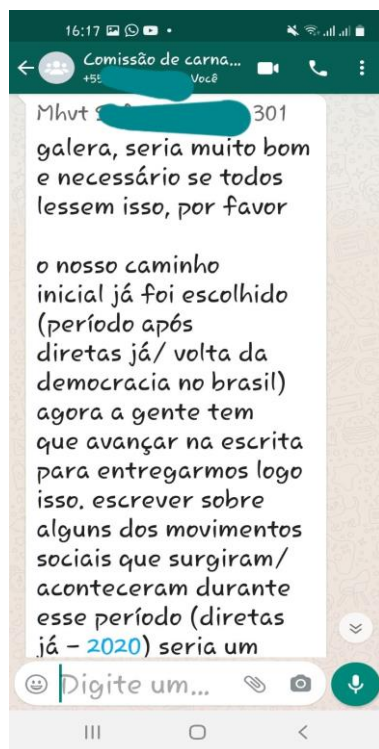 16:17
Comissão de carna...
+55 Você
Mhvt 301
galera, seria muito bom
e necessário se todos
lessem isso, por favor
o nosso caminho
inicial já foi escolhido
(período após
diretas já/ volta da
democracia no brasil)
agora a gente tem
que avançar na escrita
para entregarmos logo
isso. escrever sobre
alguns dos movimentos
sociais que surgiram/
aconteceram durante
esse período (diretas
já - 2020) seria um
Digite um...